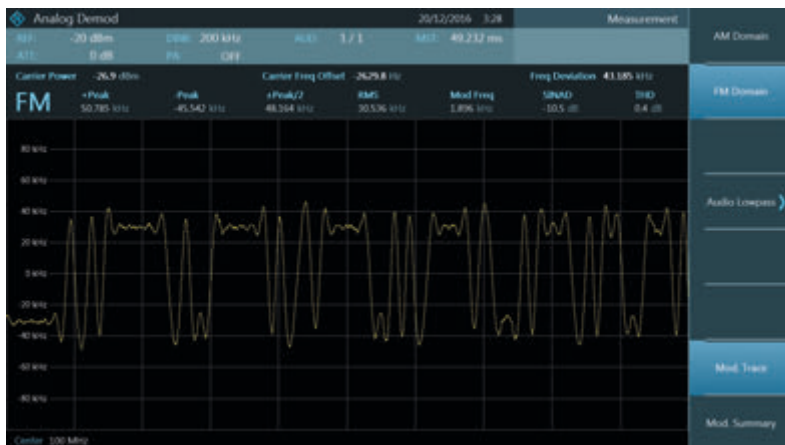 Analog Demod 20/12/2016 3:28 Measurement
REF: -20 dBm DBW: 200 kHz AUD: 1 / 1 MST: 49.232 ms
ATT: 0 dB PA: OFF
Carrier Power -26.9 dBm Carrier Freq Offset -2629.8 Hz Freq Deviation 43.185 kHz
FM
+Peak -Peak ±Peak/2 RMS Mod Freq SINAD THD
50.785 kHz -45.542 kHz 48.164 kHz 30.536 kHz 1.896 kHz -10.5 dB 0.4 dB
80 kHz
60 kHz
40 kHz
20 kHz
0 kHz
-20 kHz
-40 kHz
-60 kHz
-80 kHz
Center 100 MHz
AM Domain
FM Domain
Audio Lowpass
Mod. Trace
Mod. Summary